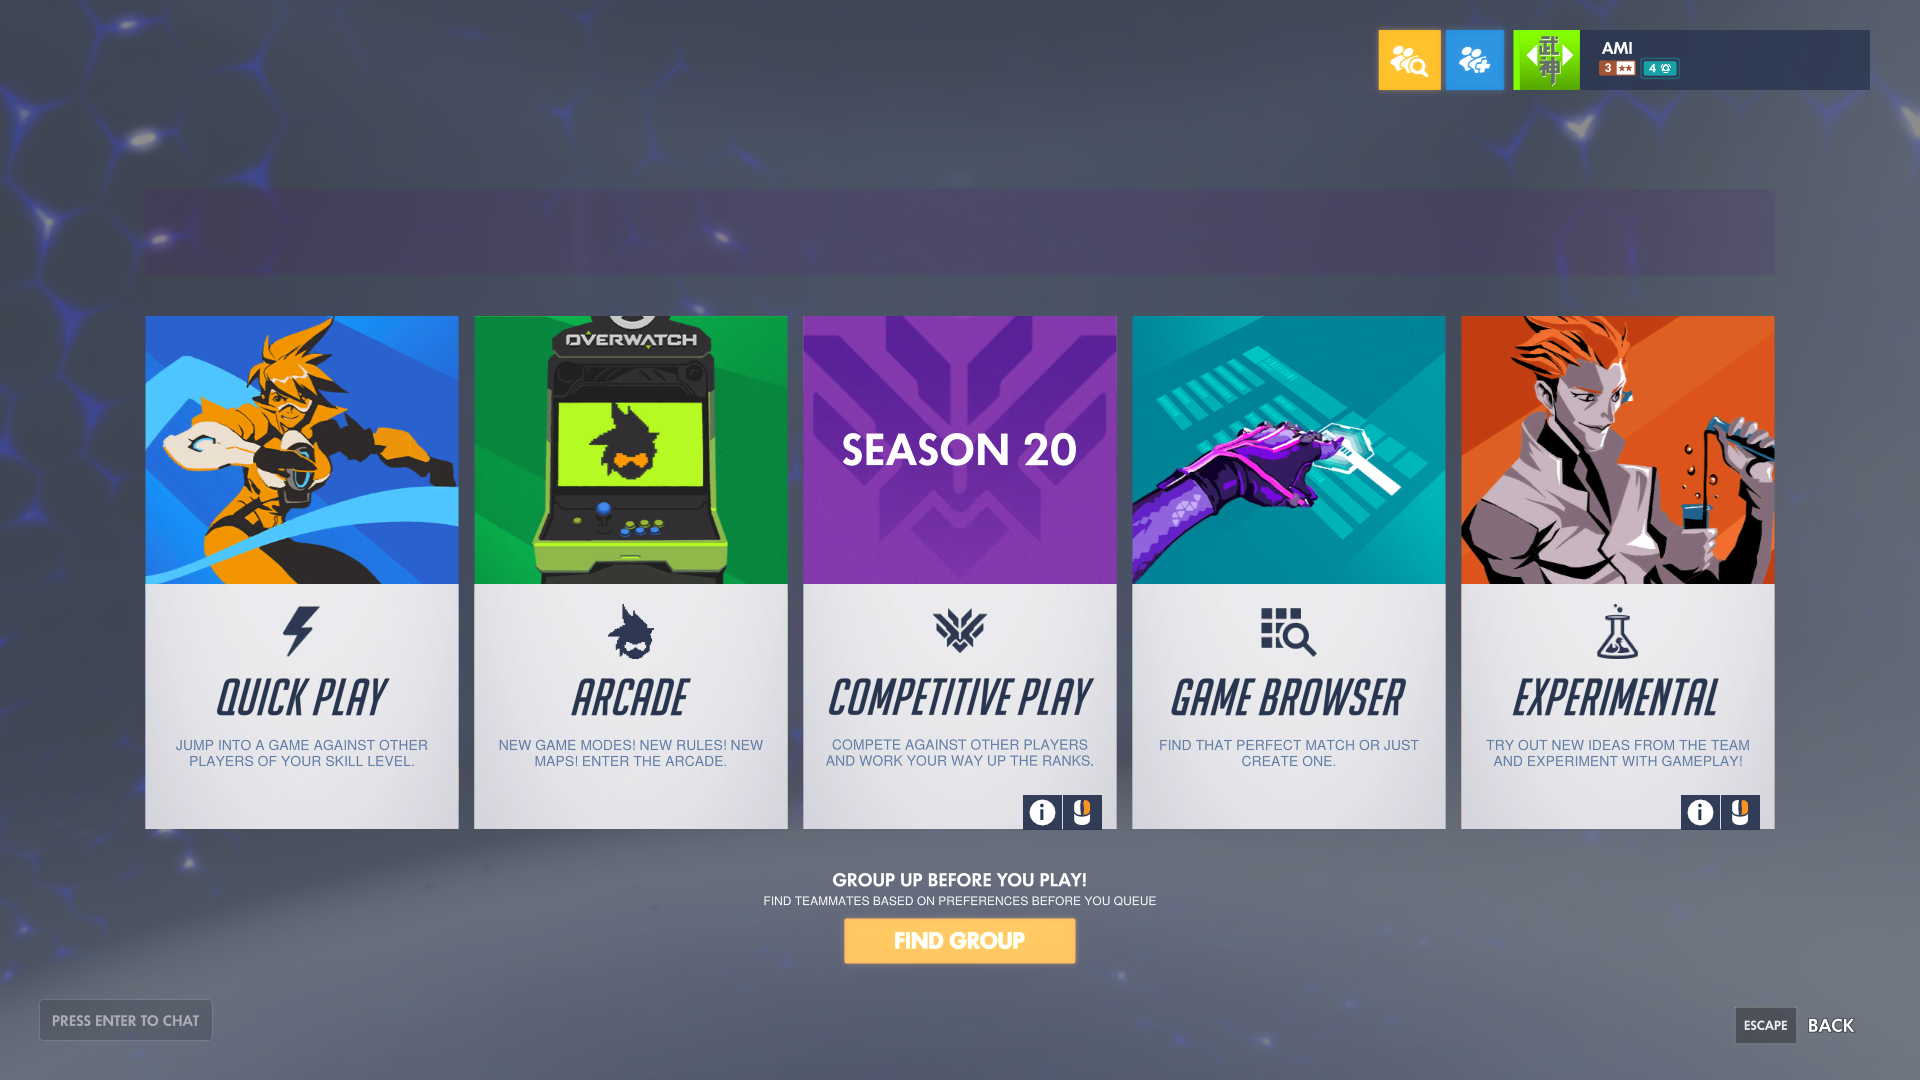 武
神
AMI
3
4
OVERWATCH
SEASON 20
QUICK PLAY
JUMP INTO A GAME AGAINST OTHER
PLAYERS OF YOUR SKILL LEVEL.
ARCADE
NEW GAME MODES! NEW RULES! NEW
MAPS! ENTER THE ARCADE.
COMPETITIVE PLAY
COMPETE AGAINST OTHER PLAYERS
AND WORK YOUR WAY UP THE RANKS.
GAME BROWSER
FIND THAT PERFECT MATCH OR JUST
CREATE ONE.
EXPERIMENTAL
TRY OUT NEW IDEAS FROM THE TEAM
AND EXPERIMENT WITH GAMEPLAY!
GROUP UP BEFORE YOU PLAY!
FIND TEAMMATES BASED ON PREFERENCES BEFORE YOU QUEUE
FIND GROUP
PRESS ENTER TO CHAT
ESCAPE BACK